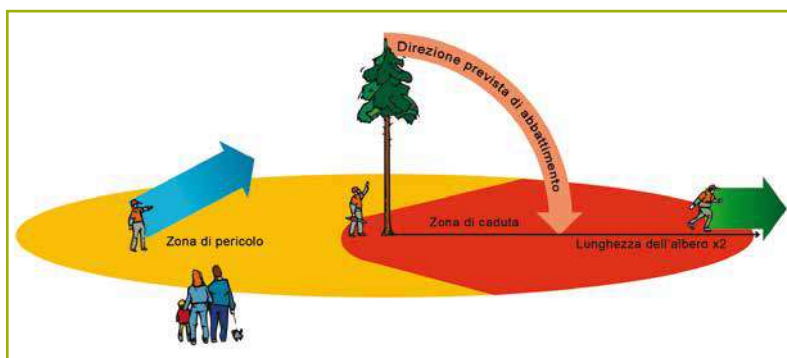 Direzione prevista di abbattimento
Zona di caduta
Zona di pericolo
Lunghezza dell'albero x2